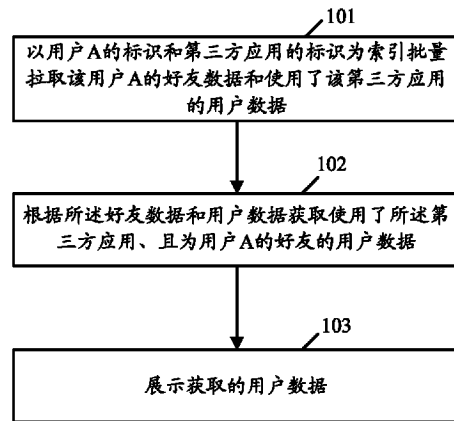 101
以用户A的标识和第三方应用的标识为索引批量
拉取该用户A的好友数据和使用了该第三方应用
的用户数据
102
根据所述好友数据和用户数据获取使用了所述第
三方应用、且为用户A的好友的用户数据
103
展示获取的用户数据